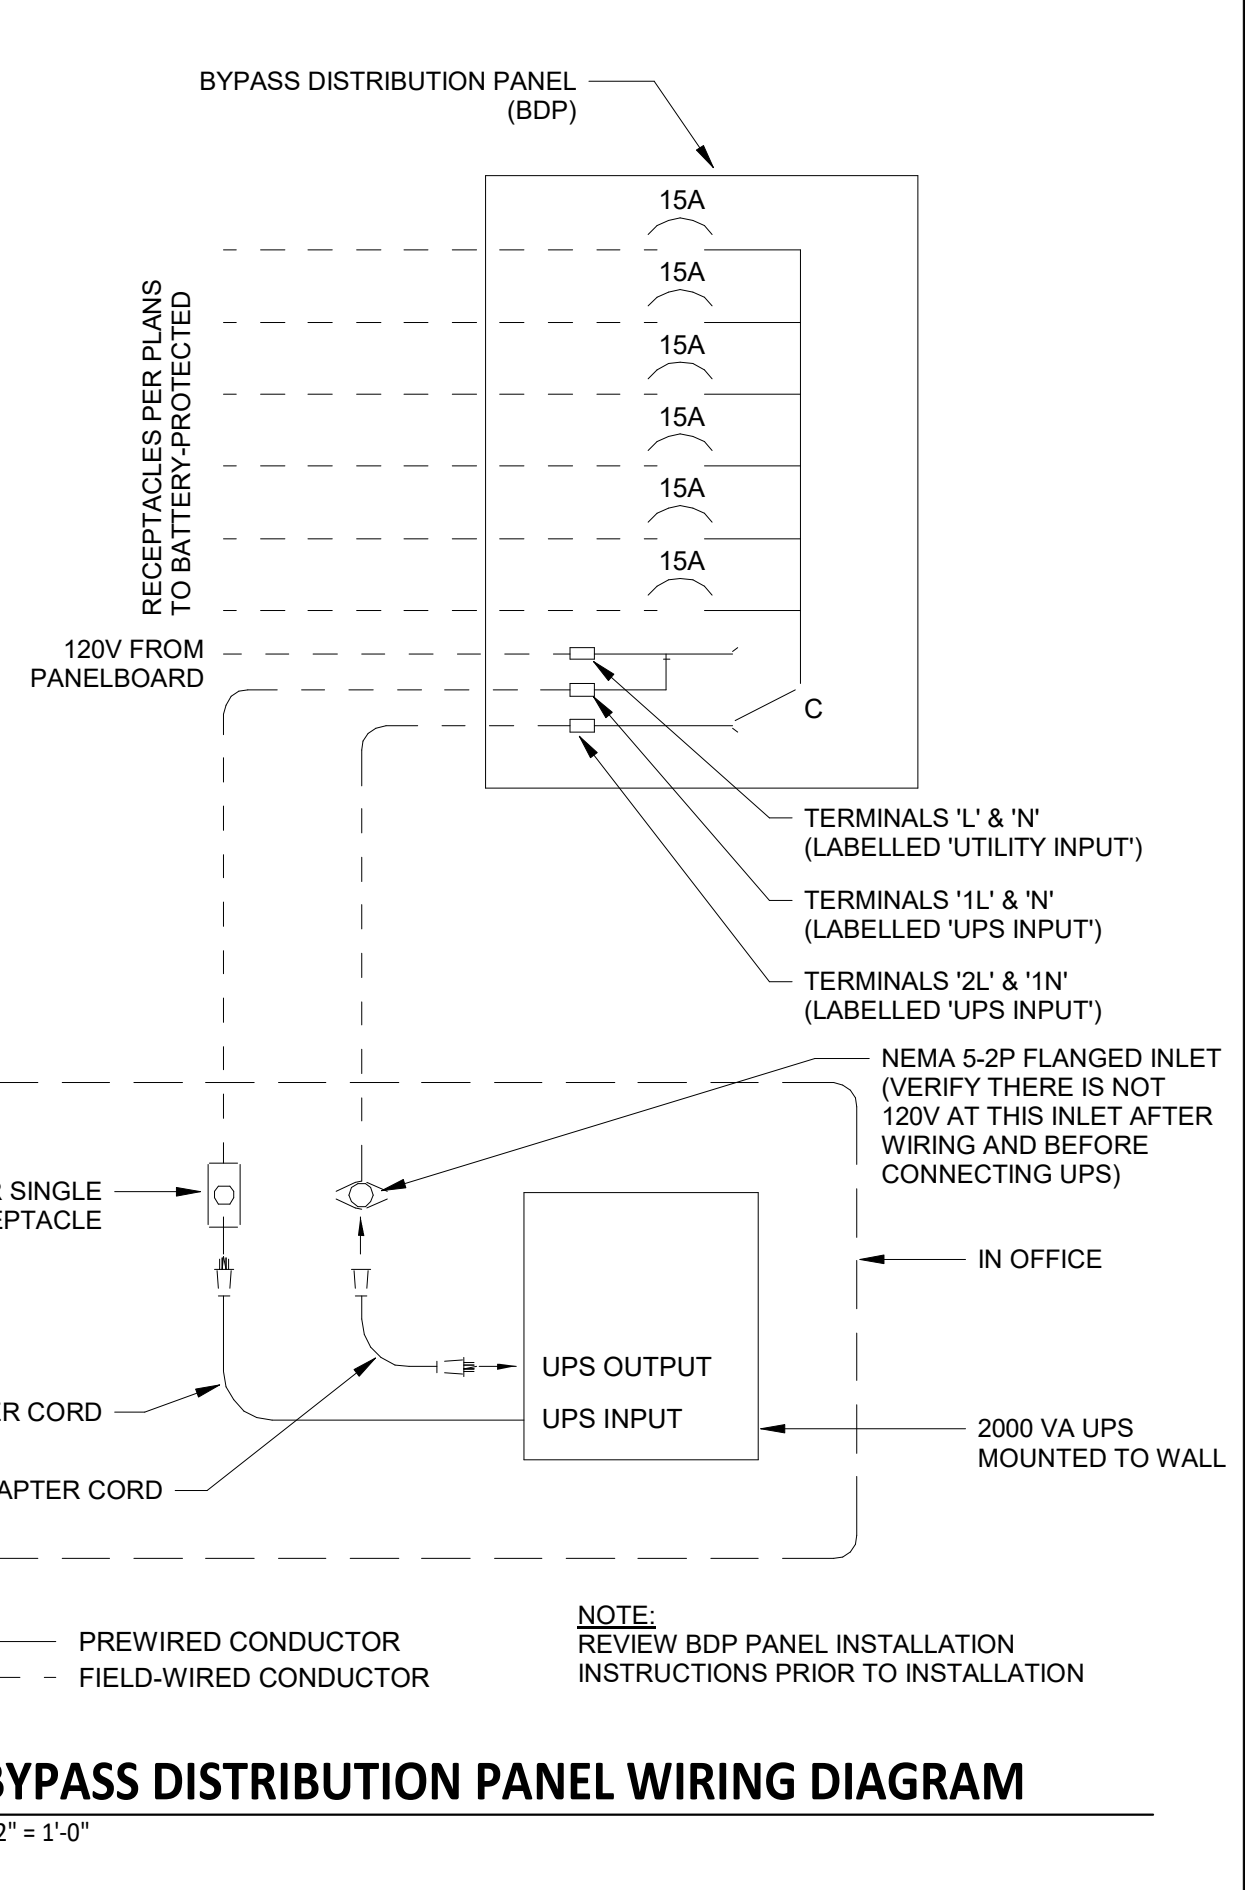 BYPASS DISTRIBUTION PANEL
(BDP)
15A
15A
15A
15A
15A
15A
RECEPTACLES PER PLANS
TO BATTERY-PROTECTED
120V FROM
PANELBOARD
C
TERMINALS 'L' & 'N'
(LABELLED 'UTILITY INPUT')
TERMINALS '1L' & 'N'
(LABELLED 'UPS INPUT')
TERMINALS '2L' & '1N'
(LABELLED 'UPS INPUT')
NEMA 5-2P FLANGED INLET
(VERIFY THERE IS NOT
120V AT THIS INLET AFTER
WIRING AND BEFORE
CONNECTING UPS)
R SINGLE
EPTACLE
IN OFFICE
UPS OUTPUT
UPS INPUT
ER CORD
2000 VA UPS
MOUNTED TO WALL
APTER CORD
PREWIRED CONDUCTOR
FIELD-WIRED CONDUCTOR
NOTE:
REVIEW BDP PANEL INSTALLATION
INSTRUCTIONS PRIOR TO INSTALLATION
BYPASS DISTRIBUTION PANEL WIRING DIAGRAM
2" = 1'-0"